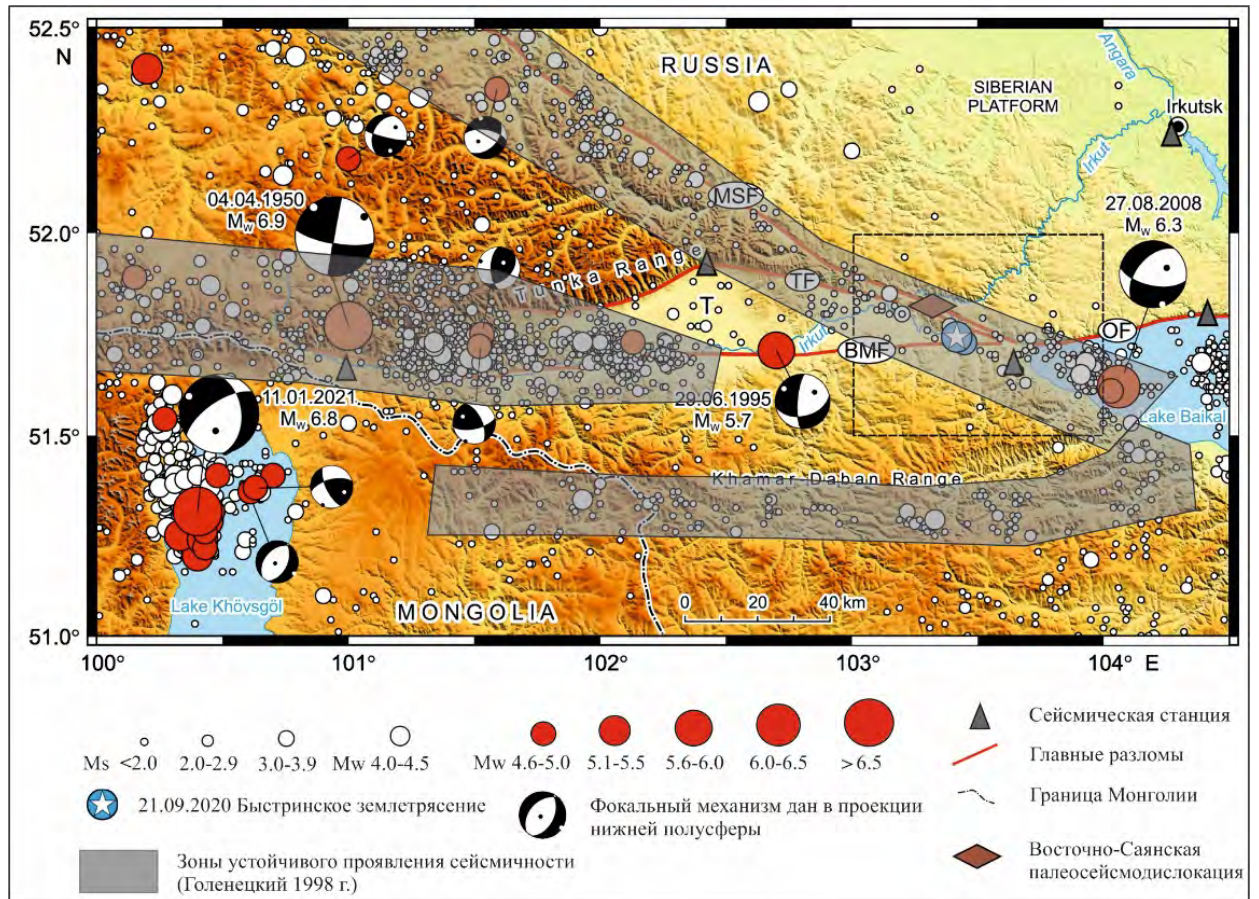 52.5°
N
52.0°
51.5°
51.0°
100°
101°
102°
103°
104° E
RUSSIA
SIBERIAN
PLATFORM
Angara
Irkutsk
Irkut
04.04.1950
Mw 6.9
MSF
27.08.2008
Mw 6.3
Tunka Range
TF
T
Irkut
BMF
OF
11.01.2021
Mw 6.8
29.06.1995
Mw 5.7
Lake Baikal
Khamar-Daban Range
Lake Khövsgöl
MONGOLIA
0 20 40 km
Ms <2.0 2.0-2.9 3.0-3.9 Mw 4.0-4.5 Mw 4.6-5.0 5.1-5.5 5.6-6.0 6.0-6.5 >6.5
21.09.2020 Быстринское землетрясение
Фокальный механизм дан в проекции
нижней полусферы
Зоны устойчивого проявления сейсмичности
(Голенецкий 1998 г.)
Сейсмическая станция
Главные разломы
Граница Монголии
Восточно-Саянская
палеосейсмодислокация